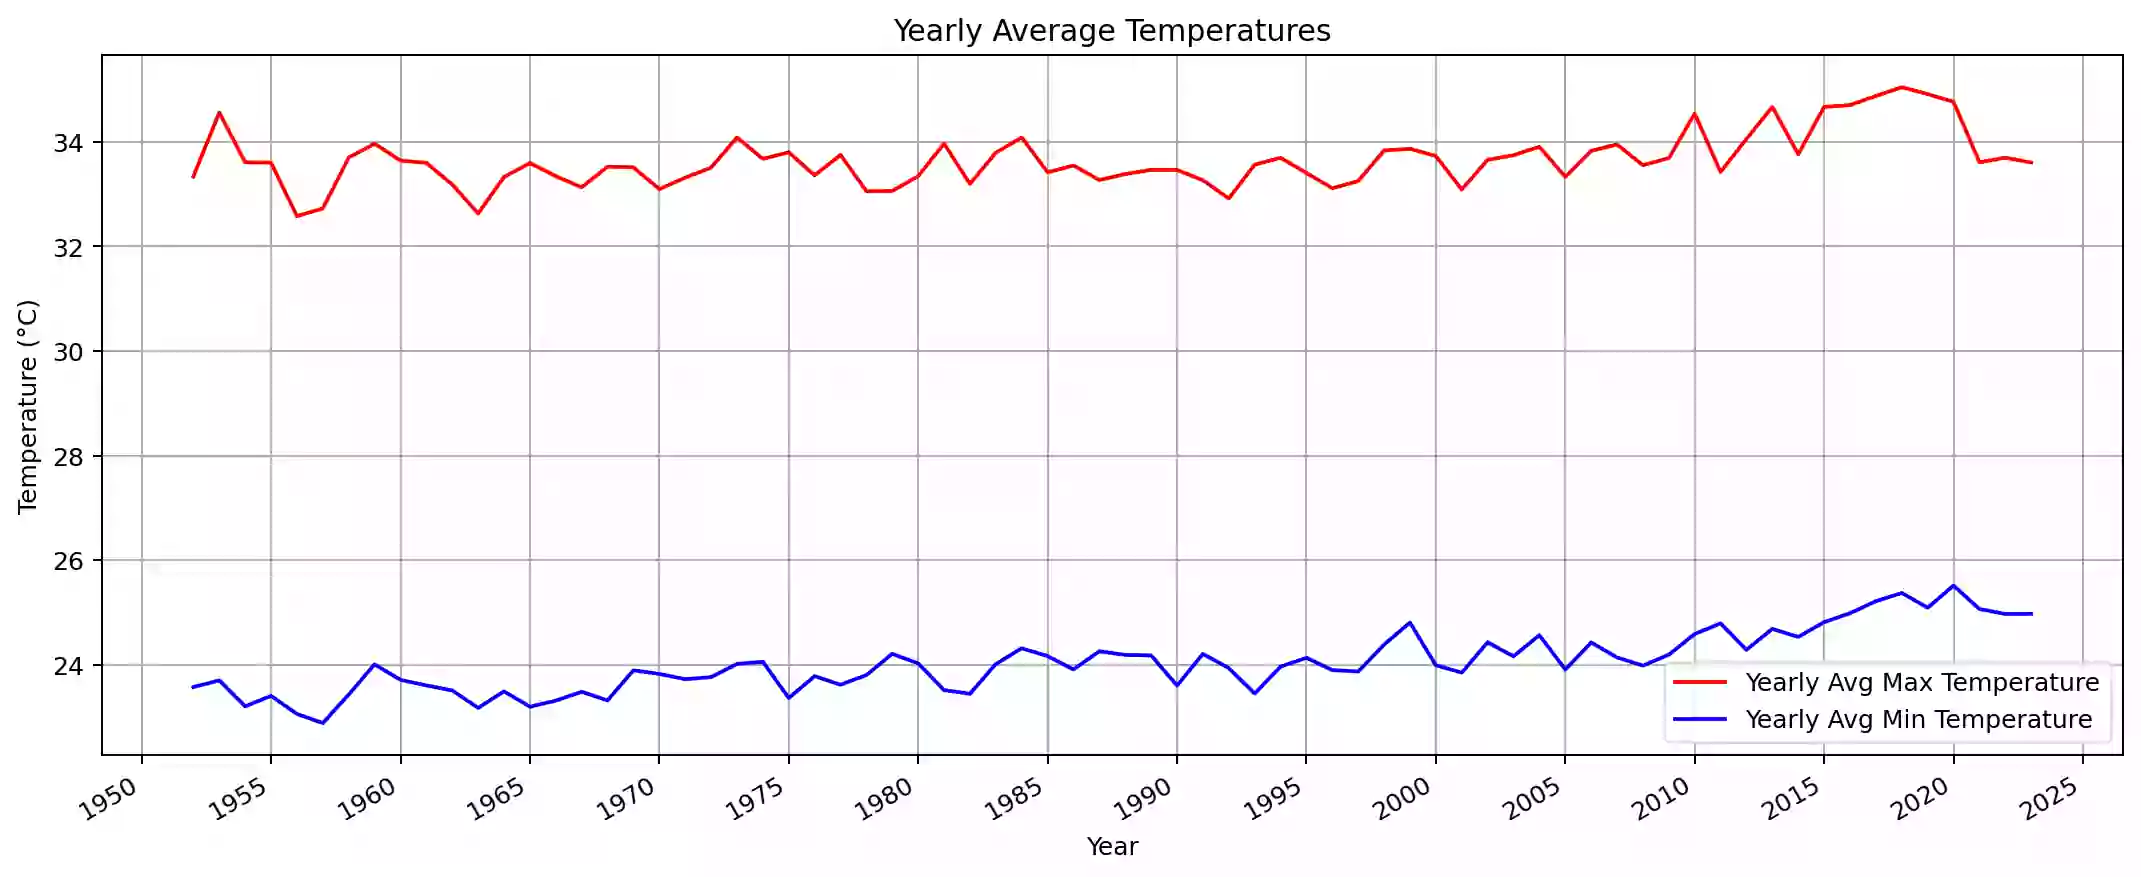 Yearly Average Temperatures
34
32
30
28
26
24
Temperature (°C)
1950 1955 1960 1965 1970 1975 1980 1985 1990 1995 2000 2005 2010 2015 2020 2025
Year
Yearly Avg Max Temperature
Yearly Avg Min Temperature